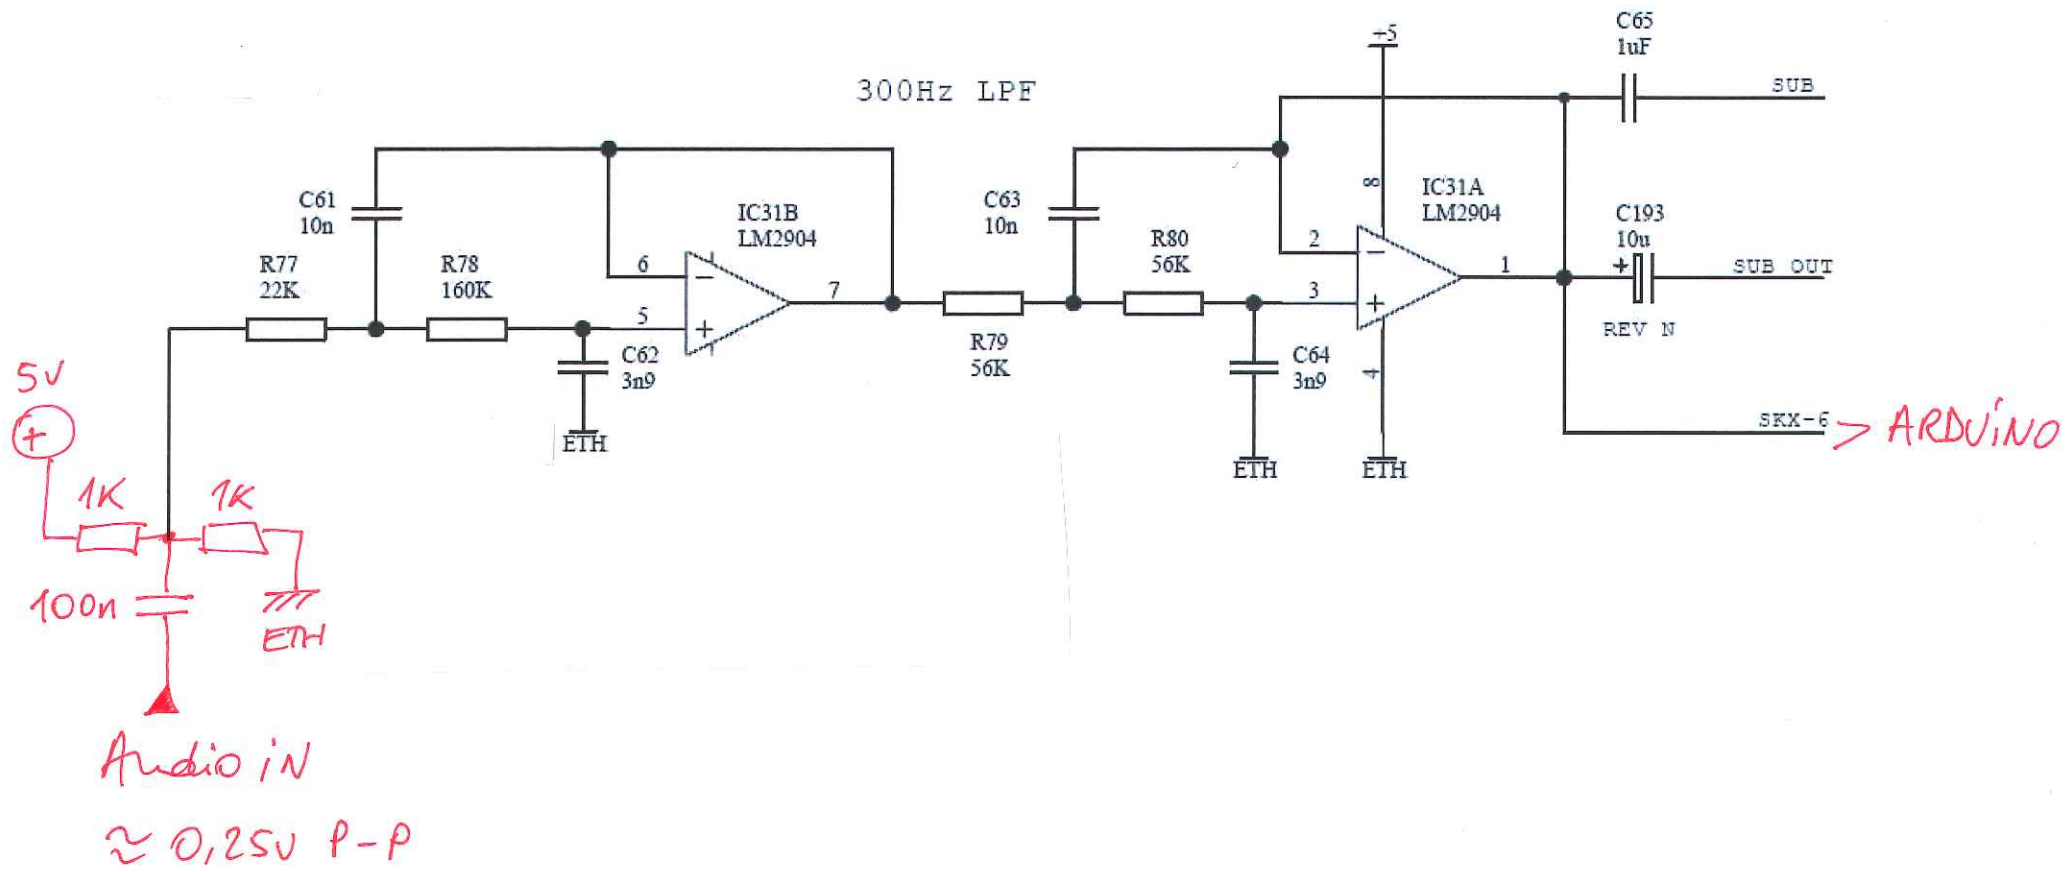 300Hz LPF
+5
C65
1uF
SUB
C61
10n
R77
22K
R78
160K
IC31B
LM2904
6
5
7
C62
3n9
ETH
C63
10n
R79
56K
R80
56K
8
IC31A
LM2904
2
3
1
4
C64
3n9
ETH
ETH
C193
10u
+
SUB OUT
REV N
SKX-6
> ARDUiNO
5V
+
1K
1K
100n
ETH
Audio iN
≈ 0,25V P-P